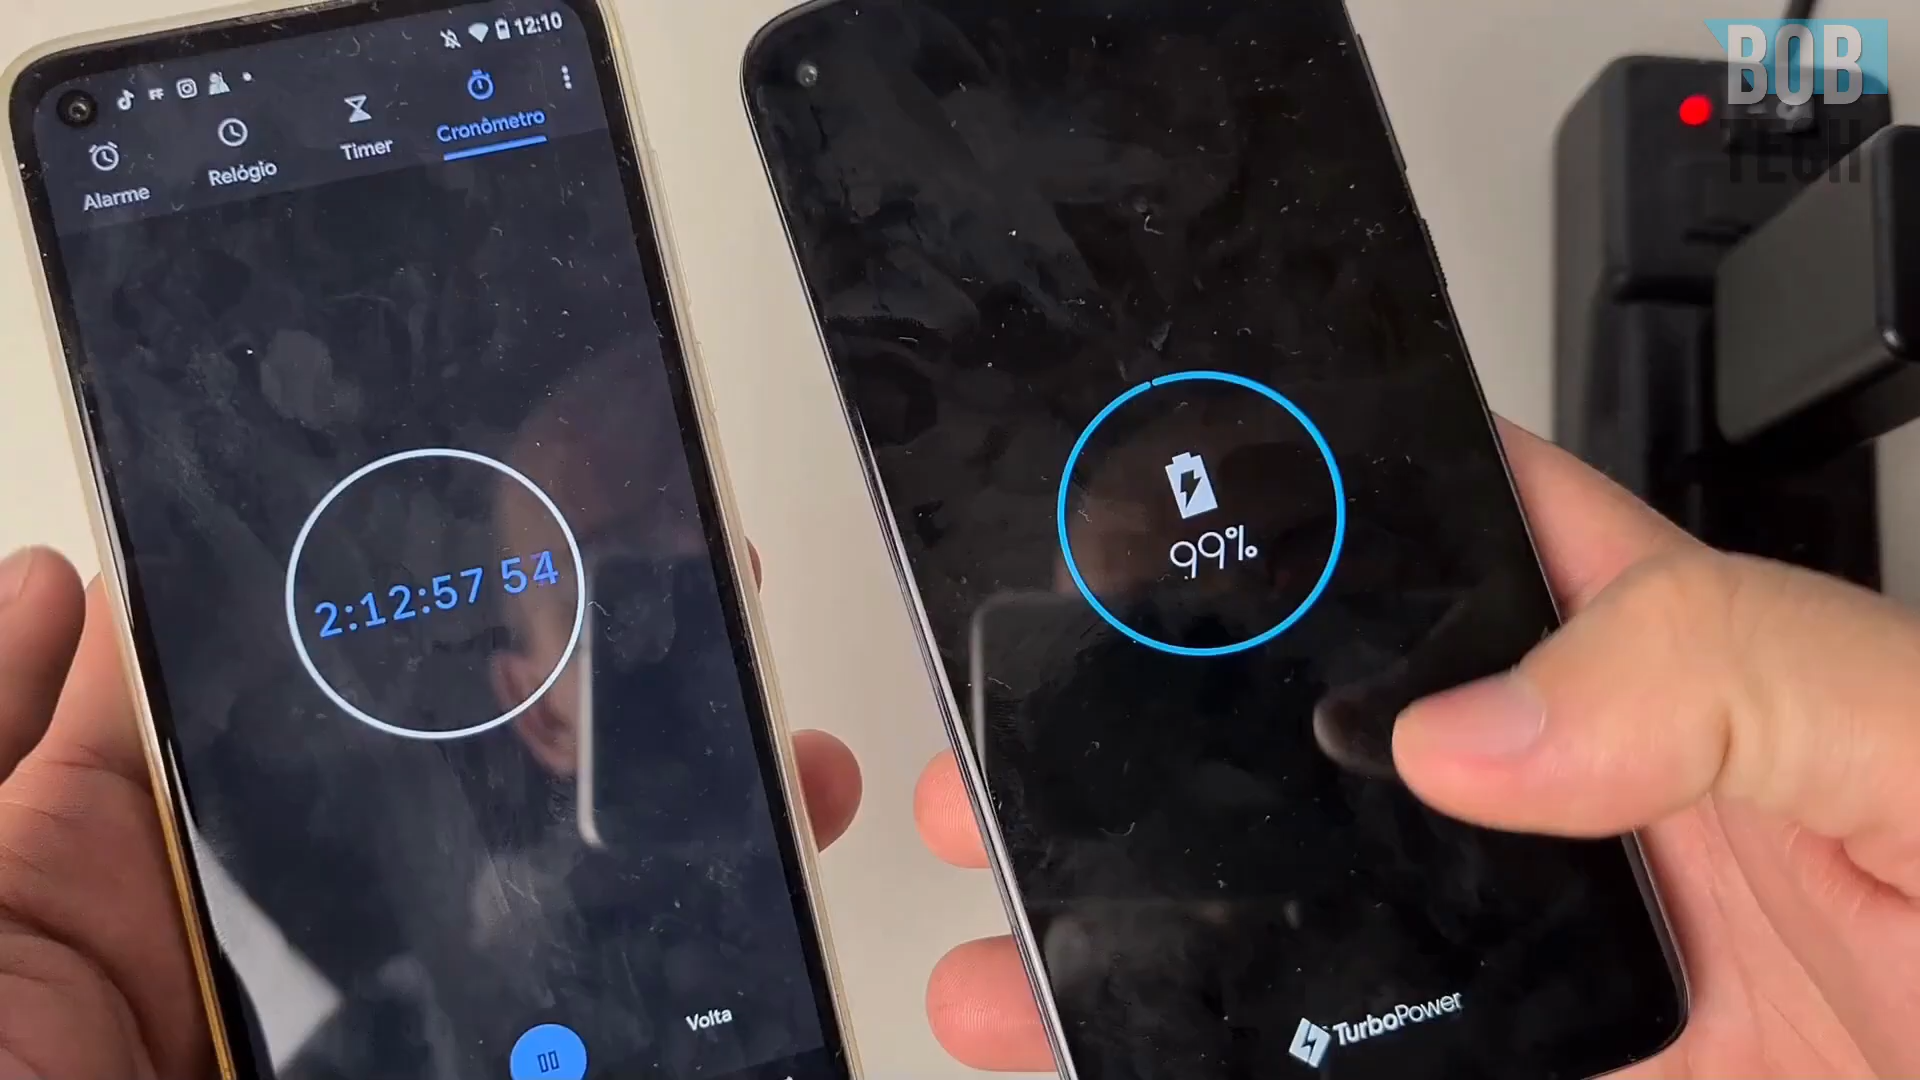 12:10
Alarme
Relógio
Timer
Cronômetro
2:12:57 54
Volta
99%
TurboPower
BOB
TECH